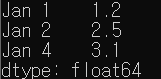 Jan 1    1.2
Jan 2    2.5
Jan 4    3.1
dtype: float64